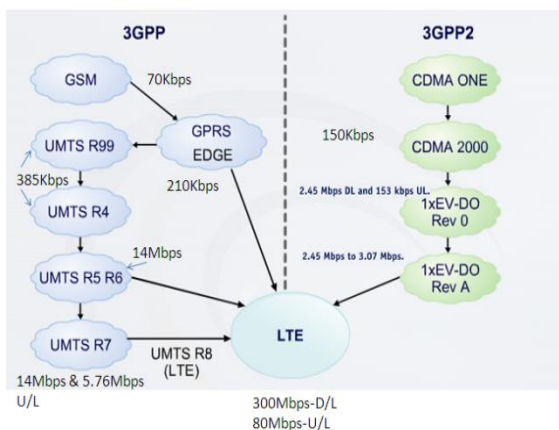 3GPP
3GPP2
GSM
70Kbps
CDMA ONE
GPRS
EDGE
UMTS R99
150Kbps
CDMA 2000
385Kbps
210Kbps
2.45 Mbps DL and 153 kbps UL.
1xEV-DO
Rev 0
UMTS R4
14Mbps
2.45 Mbps to 3.07 Mbps.
UMTS R5 R6
1xEV-DO
Rev A
LTE
UMTS R7
UMTS R8
(LTE)
14Mbps & 5.76Mbps
U/L
300Mbps-D/L
80Mbps-U/L